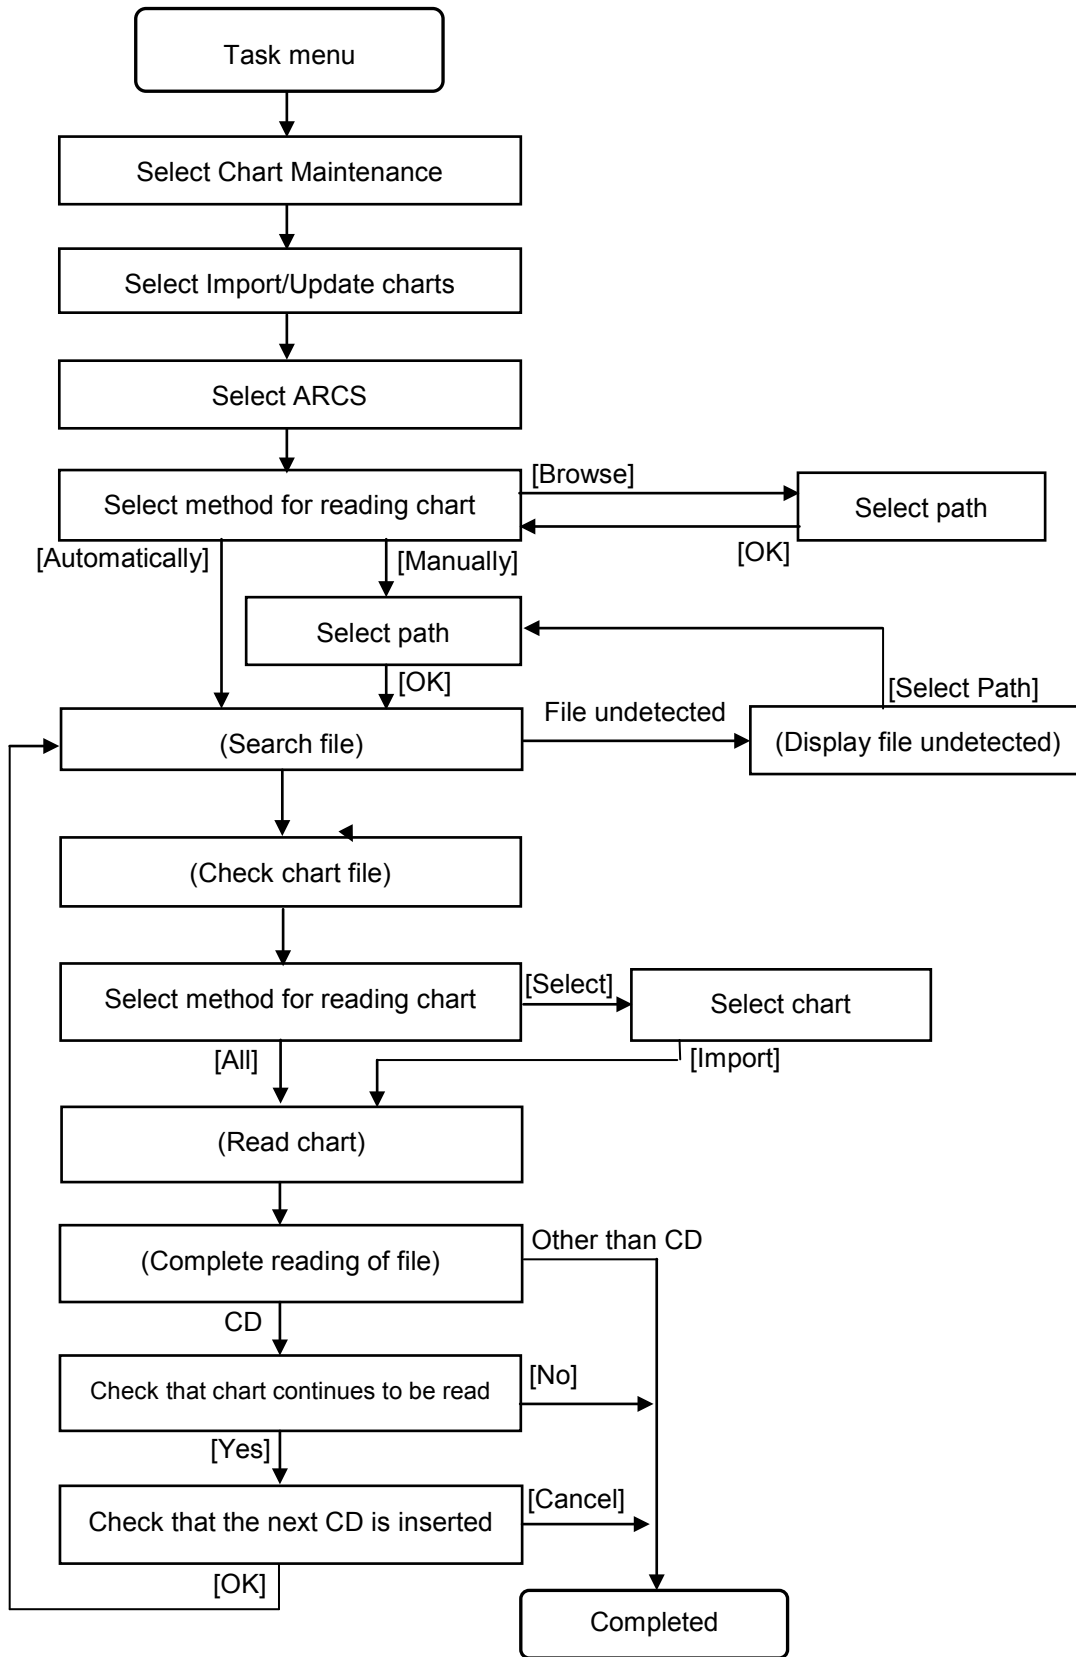 Task menu
Select Chart Maintenance
Select Import/Update charts
Select ARCS
Select method for reading chart
[Browse]
Select path
[OK]
[Automatically]
[Manually]
Select path
[OK]
[Select Path]
(Search file)
File undetected
(Display file undetected)
(Check chart file)
Select method for reading chart
[Select]
Select chart
[All]
[Import]
(Read chart)
(Complete reading of file)
Other than CD
CD
Check that chart continues to be read
[No]
[Yes]
Check that the next CD is inserted
[Cancel]
[OK]
Completed